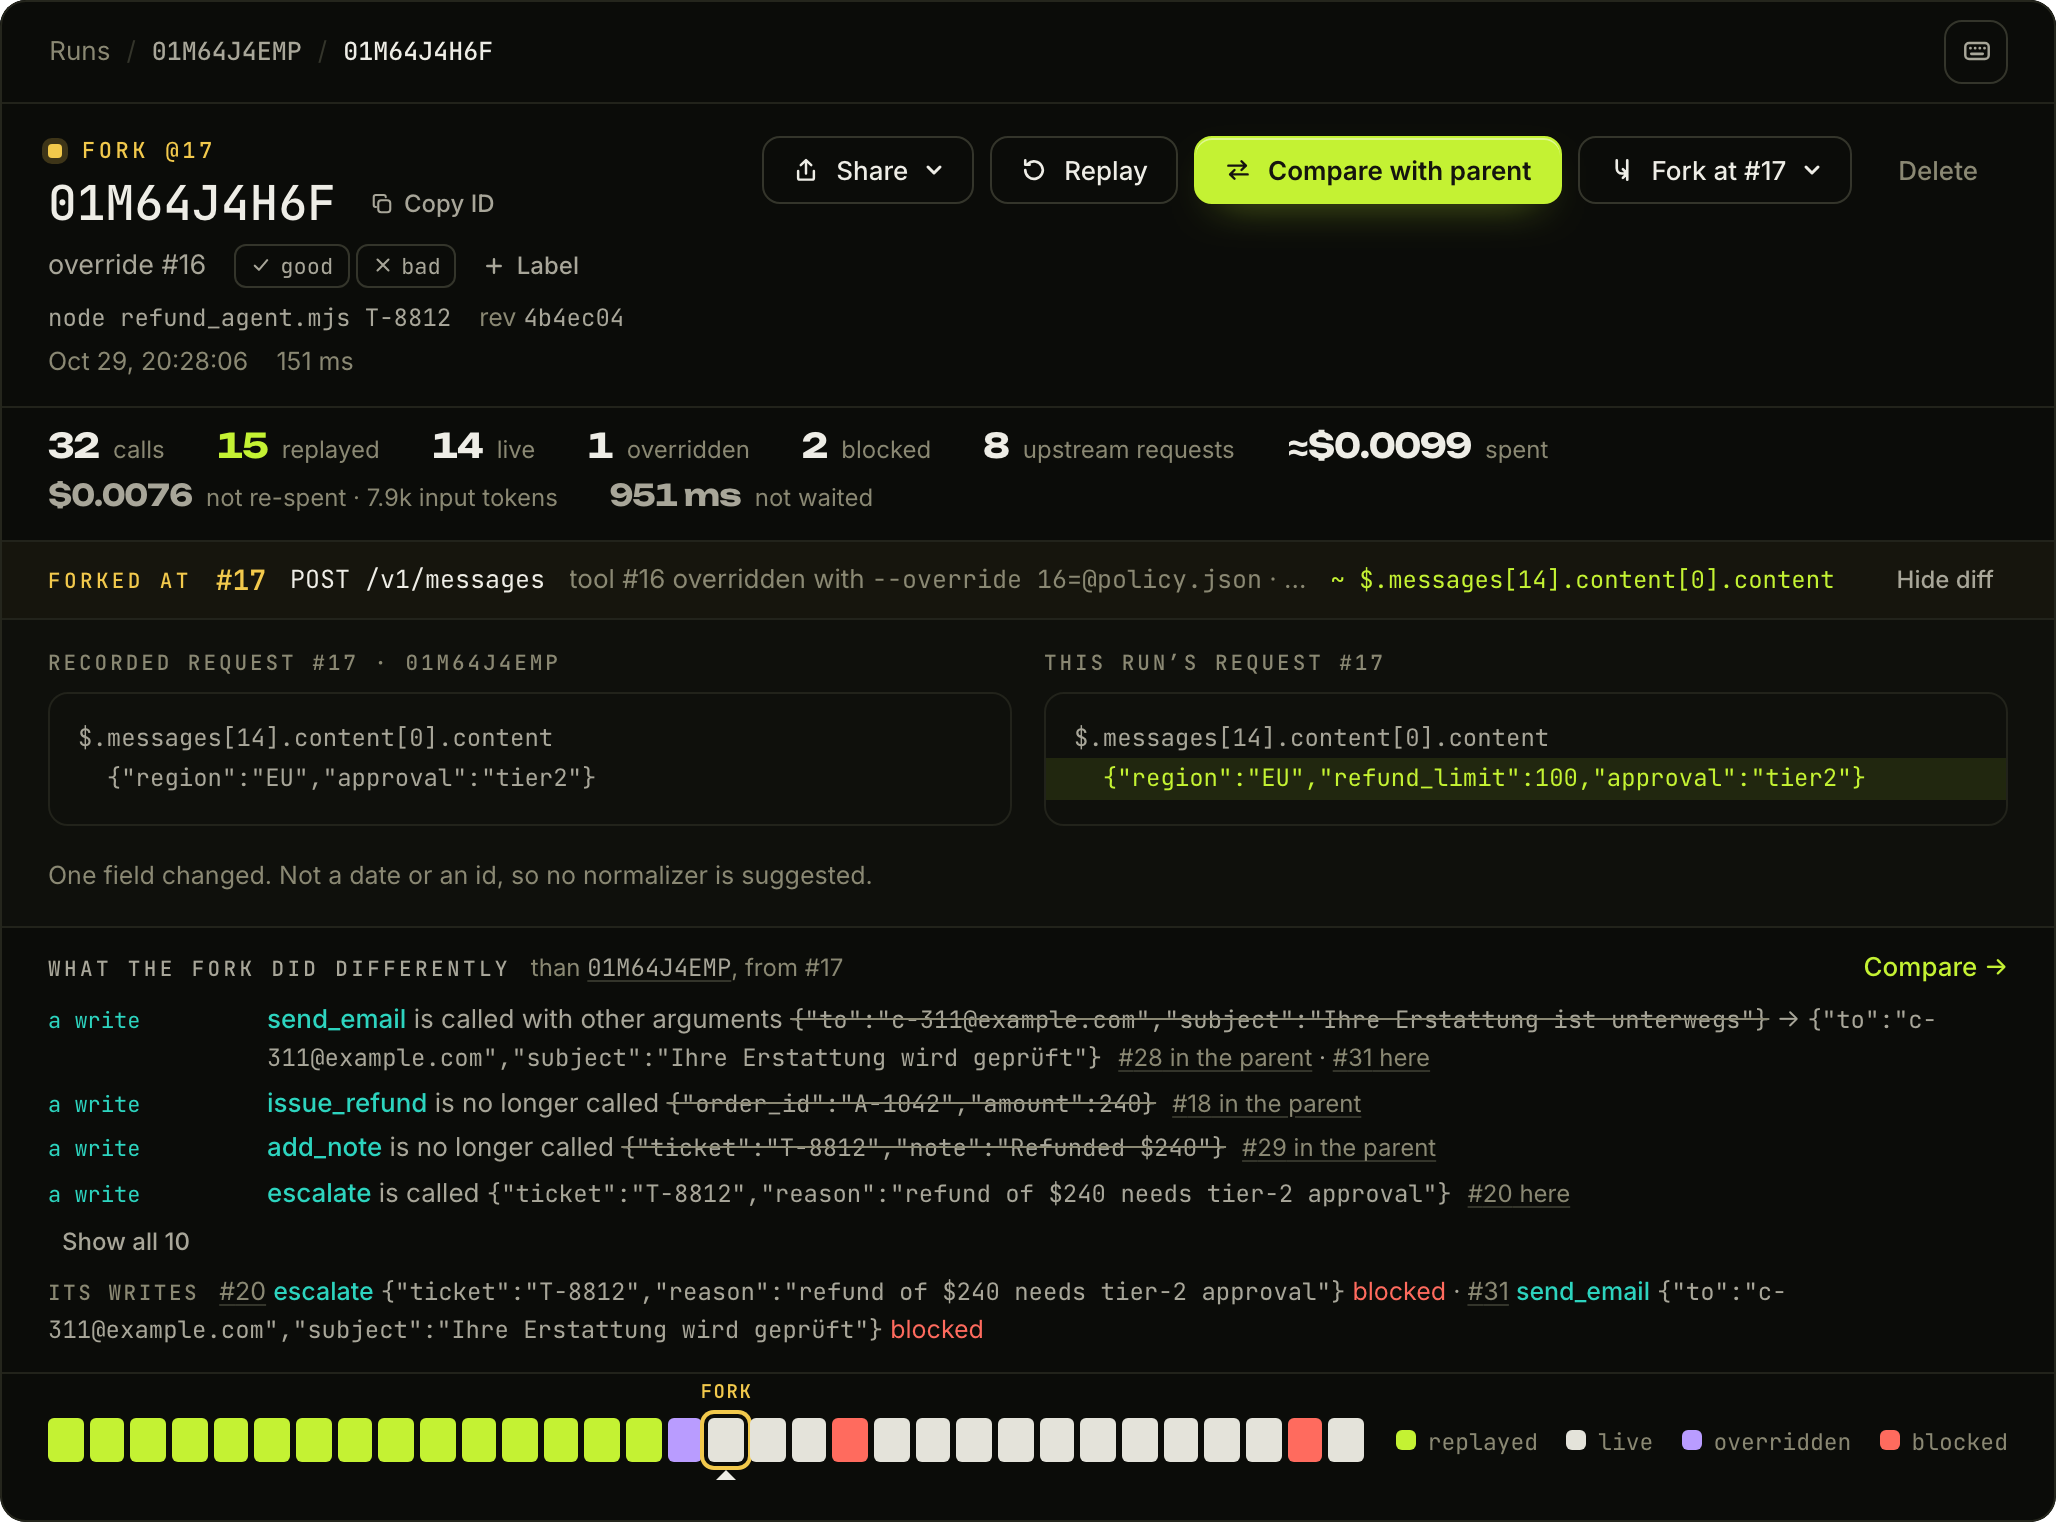 Runs / 01M64J4EMP / 01M64J4H6F
FORK @17
01M64J4H6F Copy ID
Share Replay Compare with parent Fork at #17 Delete
override #16 good bad + Label
node refund_agent.mjs T-8812 rev 4b4ec04
Oct 29, 20:28:06 151 ms
32 calls 15 replayed 14 live 1 overridden 2 blocked 8 upstream requests ≈$0.0099 spent
$0.0076 not re-spent · 7.9k input tokens 951 ms not waited
FORKED AT #17 POST /v1/messages tool #16 overridden with --override 16=@policy.json · … ~ $.messages[14].content[0].content Hide diff
RECORDED REQUEST #17 · 01M64J4EMP
$.messages[14].content[0].content
{"region":"EU","approval":"tier2"}
THIS RUN’S REQUEST #17
$.messages[14].content[0].content
{"region":"EU","refund_limit":100,"approval":"tier2"}
One field changed. Not a date or an id, so no normalizer is suggested.
WHAT THE FORK DID DIFFERENTLY than 01M64J4EMP, from #17 Compare →
a write send_email is called with other arguments {"to":"c-311@example.com","subject":"Ihre Erstattung ist unterwegs"} → {"to":"c-
311@example.com","subject":"Ihre Erstattung wird geprüft"} #28 in the parent · #31 here
a write issue_refund is no longer called {"order_id":"A-1042","amount":240} #18 in the parent
a write add_note is no longer called {"ticket":"T-8812","note":"Refunded $240"} #29 in the parent
a write escalate is called {"ticket":"T-8812","reason":"refund of $240 needs tier-2 approval"} #20 here
Show all 10
ITS WRITES #20 escalate {"ticket":"T-8812","reason":"refund of $240 needs tier-2 approval"} blocked · #31 send_email {"to":"c-
311@example.com","subject":"Ihre Erstattung wird geprüft"} blocked
FORK
replayed live overridden blocked